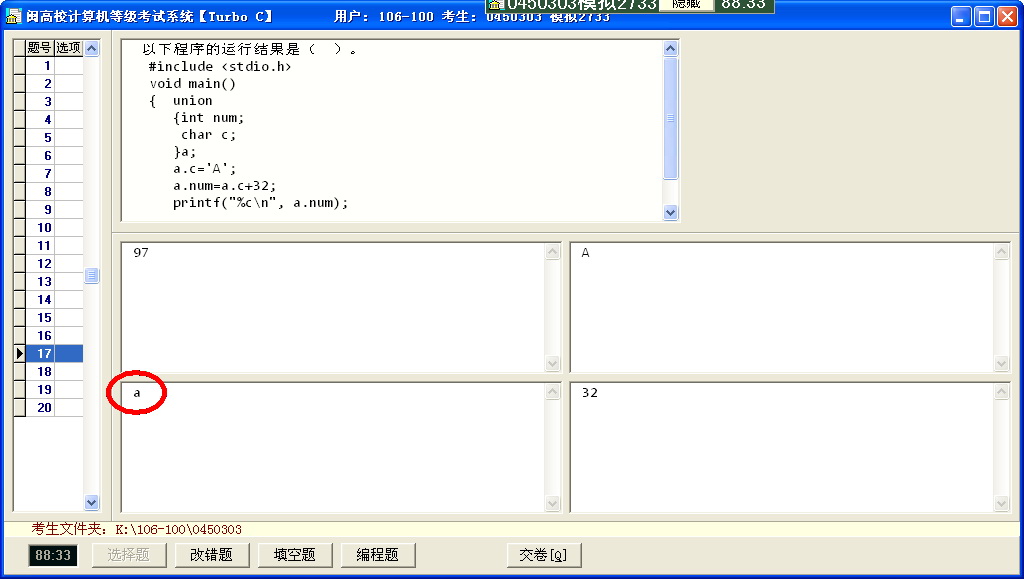 闽高校计算机等级考试系统【Turbo C】 用户: 106-100 考生: 0450303 模拟2733
0450303模拟2733 隐藏 88:33
题号 选项
以下程序的运行结果是（ ）。
#include <stdio.h>
void main()
{ union
{int num;
char c;
}a;
a.c='A';
a.num=a.c+32;
printf("%c\n", a.num);
1
2
3
4
5
6
7
8
9
10
11
12
13
14
15
16
17
18
19
20
97
A
a
32
考生文件夹: K:\106-100\0450303
88:33 选择题 改错题 填空题 编程题 交卷[Q]